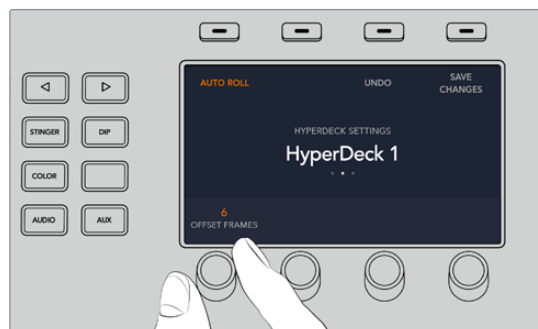 AUTO ROLL
UNDO
SAVE
CHANGES
HYPERDECK SETTINGS
HyperDeck 1
6
OFFSET FRAMES
STINGER
DIP
COLOR
AUDIO
AUX